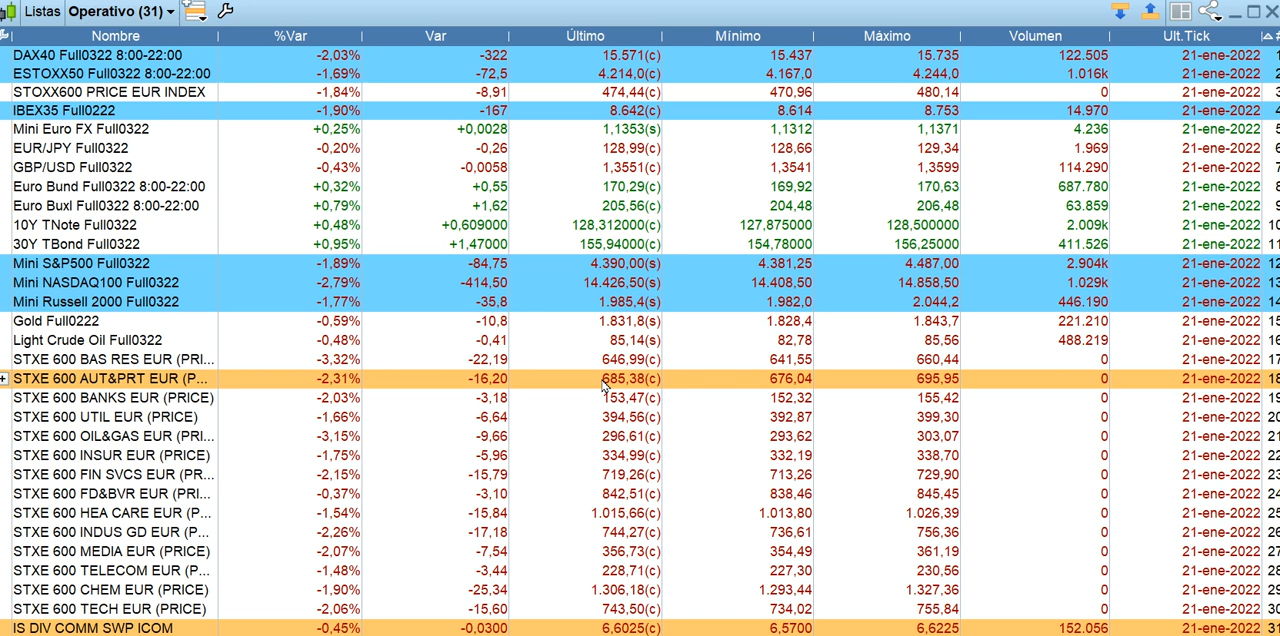 Listas Operativo (31)
Nombre %Var Var Último Mínimo Máximo Volumen Ult.Tick
DAX40 Full0322 8:00-22:00 -2,03% -322 15.571(c) 15.437 15.735 122.505 21-ene-2022
ESTOXX50 Full0322 8:00-22:00 -1,69% -72,5 4.214,0(c) 4.167,0 4.244,0 1.016k 21-ene-2022 2
STOXX600 PRICE EUR INDEX -1,84% -8,91 474,44(c) 470,96 480,14 0 21-ene-2022
IBEX35 Full0222 -1,90% -167 8.642(c) 8.614 8.753 14.970 21-ene-2022
Mini Euro FX Full0322 +0,25% +0,0028 1,1353(s) 1,1312 1,1371 4.236 21-ene-2022 5
EUR/JPY Full0322 -0,20% -0,26 128,99(c) 128,66 129,34 1.969 21-ene-2022 6
GBP/USD Full0322 -0,43% -0,0058 1,3551(c) 1,3541 1,3599 114.290 21-ene-2022 7
Euro Bund Full0322 8:00-22:00 +0,32% +0,55 170,29(c) 169,92 170,63 687.780 21-ene-2022 8
Euro Buxl Full0322 8:00-22:00 +0,79% +1,62 205,56(c) 204,48 206,48 63.859 21-ene-2022 9
10Y TNote Full0322 +0,48% +0,609000 128,312000(c) 127,875000 128,500000 2.009k 21-ene-2022 10
30Y TBond Full0322 +0,95% +1,47000 155,94000(c) 154,78000 156,25000 411.526 21-ene-2022 11
Mini S&P500 Full0322 -1,89% -84,75 4.390,00(s) 4.381,25 4.487,00 2.904k 21-ene-2022 12
Mini NASDAQ100 Full0322 -2,79% -414,50 14.426,50(s) 14.408,50 14.858,50 1.029k 21-ene-2022 13
Mini Russell 2000 Full0322 -1,77% -35,8 1.985,4(s) 1.982,0 2.044,2 446.190 21-ene-2022 14
Gold Full0222 -0,59% -10,8 1.831,8(s) 1.828,4 1.843,7 221.210 21-ene-2022 15
Light Crude Oil Full0322 -0,48% -0,41 85,14(s) 82,78 85,56 488.219 21-ene-2022 16
STXE 600 BAS RES EUR (PRI... -3,32% -22,19 646,99(c) 641,55 660,44 0 21-ene-2022 17
STXE 600 AUT&PRT EUR (P... -2,31% -16,20 685,38(c) 676,04 695,95 0 21-ene-2022 18
STXE 600 BANKS EUR (PRICE) -2,03% -3,18 153,47(c) 152,32 155,42 0 21-ene-2022 19
STXE 600 UTIL EUR (PRICE) -1,66% -6,64 394,56(c) 392,87 399,30 0 21-ene-2022 20
STXE 600 OIL&GAS EUR (PRI... -3,15% -9,66 296,61(c) 293,62 303,07 0 21-ene-2022 21
STXE 600 INSUR EUR (PRICE) -1,75% -5,96 334,99(c) 332,19 338,70 0 21-ene-2022 22
STXE 600 FIN SVCS EUR (PR... -2,15% -15,79 719,26(c) 713,26 729,90 0 21-ene-2022 23
STXE 600 FD&BVR EUR (PRI... -0,37% -3,10 842,51(c) 838,46 845,45 0 21-ene-2022 24
STXE 600 HEA CARE EUR (P... -1,54% -15,84 1.015,66(c) 1.013,80 1.026,39 0 21-ene-2022 25
STXE 600 INDUS GD EUR (P... -2,26% -17,18 744,27(c) 736,61 756,36 0 21-ene-2022 26
STXE 600 MEDIA EUR (PRICE) -2,07% -7,54 356,73(c) 354,49 361,19 0 21-ene-2022 27
STXE 600 TELECOM EUR (P... -1,48% -3,44 228,71(c) 227,30 230,56 0 21-ene-2022 28
STXE 600 CHEM EUR (PRICE) -1,90% -25,34 1.306,18(c) 1.293,44 1.327,36 0 21-ene-2022 29
STXE 600 TECH EUR (PRICE) -2,06% -15,60 743,50(c) 734,02 755,84 0 21-ene-2022 30
IS DIV COMM SWP ICOM -0,45% -0,0300 6,6025(c) 6,5700 6,6225 152.056 21-ene-2022 31